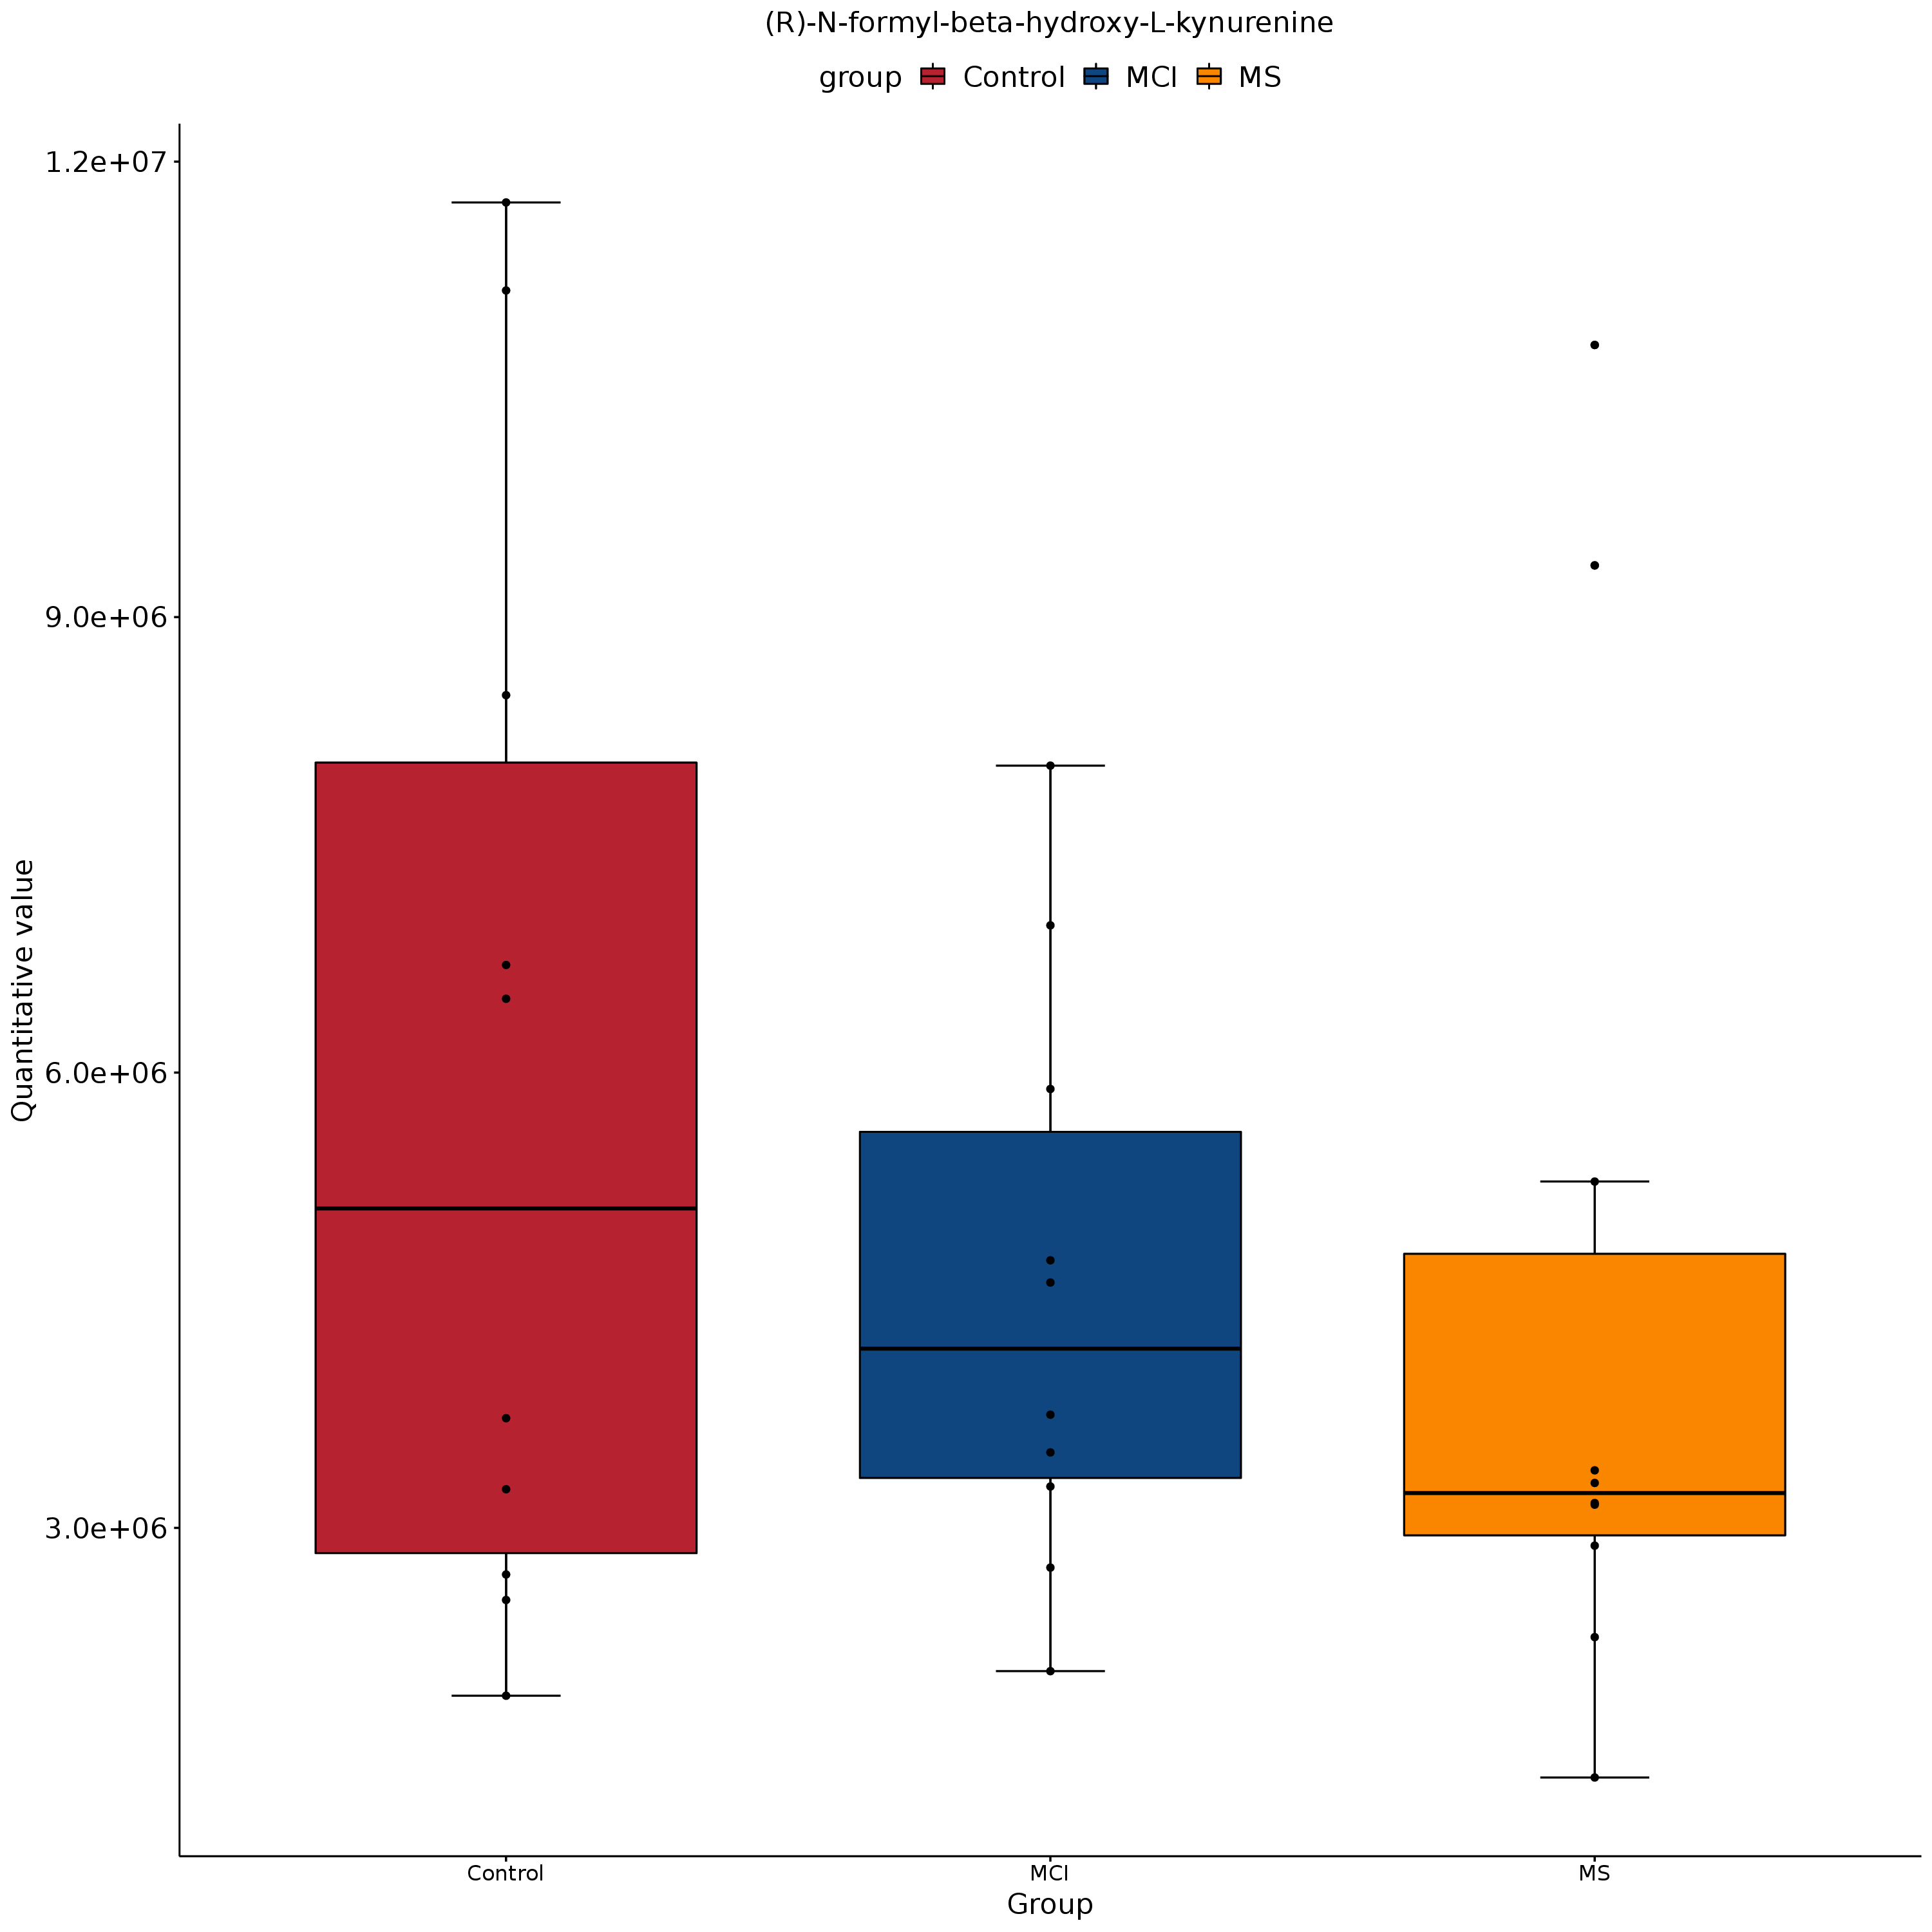 (R)-N-formyl-beta-hydroxy-L-kynurenine
group Control MCI MS
1.2e+07
9.0e+06
6.0e+06
3.0e+06
Quantitative value
Control MCI MS
Group